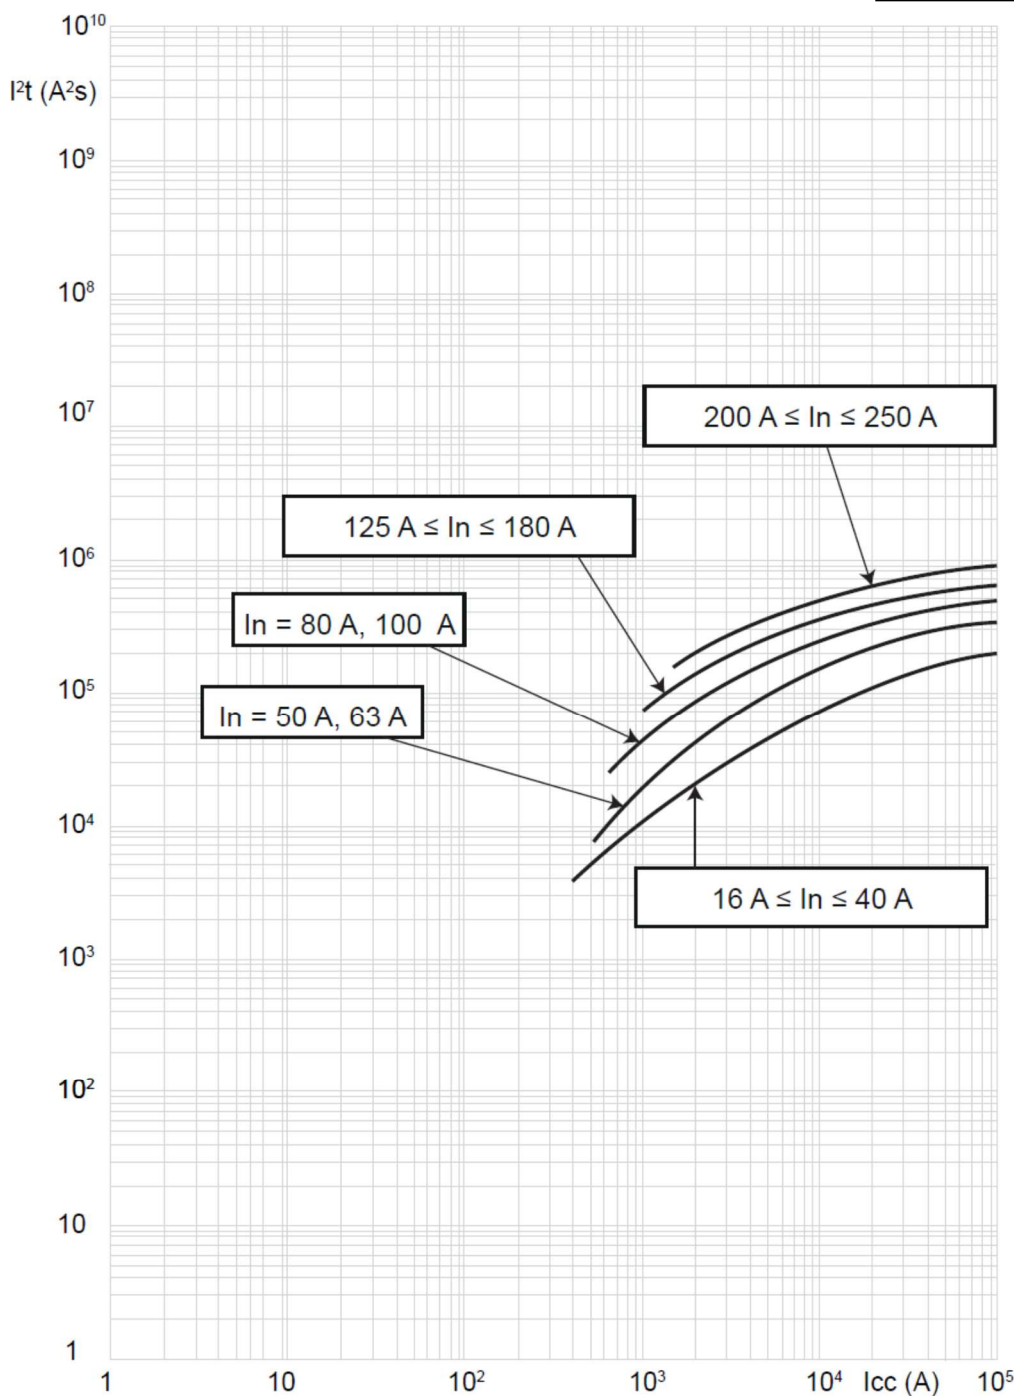 10¹⁰
I²t (A²s)
10⁹
10⁸
10⁷
200 A ≤ In ≤ 250 A
125 A ≤ In ≤ 180 A
10⁶
In = 80 A, 100 A
10⁵
In = 50 A, 63 A
10⁴
16 A ≤ In ≤ 40 A
10³
10²
10
1
1 10 10² 10³ 10⁴ Icc (A) 10⁵